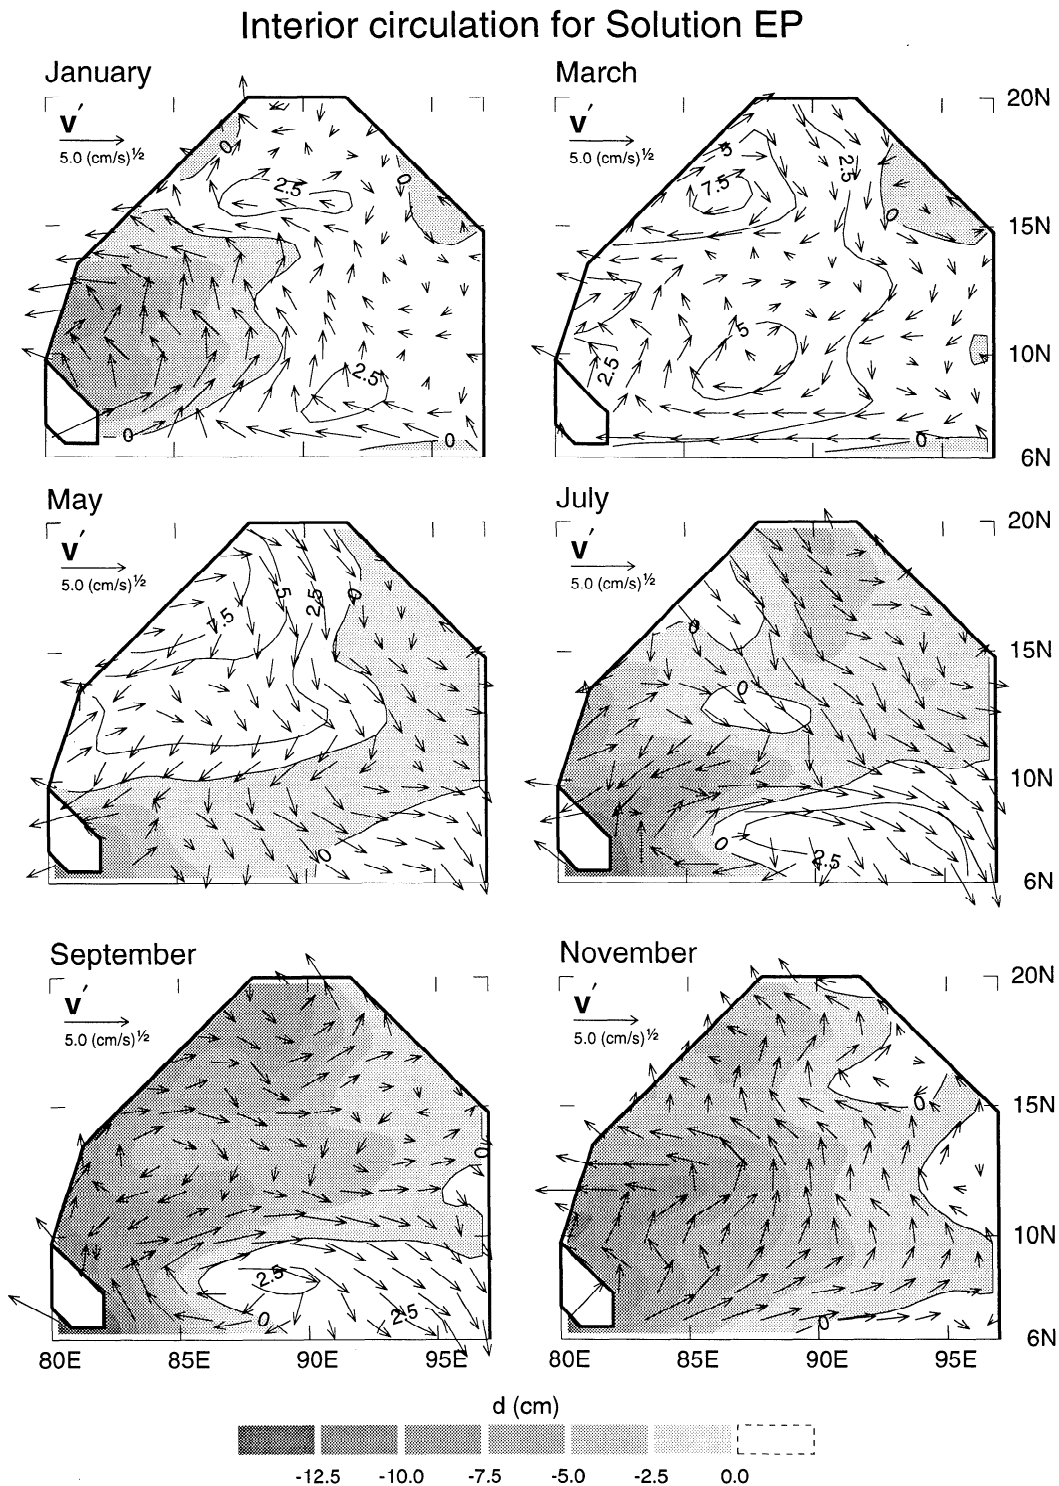 Interior circulation for Solution EP
January
March
v′
5.0 (cm/s)½
v′
5.0 (cm/s)½
20N
0
2.5
0
2.5
0
0
5
7.5
2.5
0
5
2.5
0
15N
10N
6N
May
July
v′
5.0 (cm/s)½
v′
5.0 (cm/s)½
20N
7.5
5
2.5
0
0
0
0
0
2.5
15N
10N
6N
September
November
v′
5.0 (cm/s)½
v′
5.0 (cm/s)½
20N
0
2.5
0
2.5
0
0
15N
10N
6N
80E 85E 90E 95E
80E 85E 90E 95E
d (cm)
-12.5 -10.0 -7.5 -5.0 -2.5 0.0